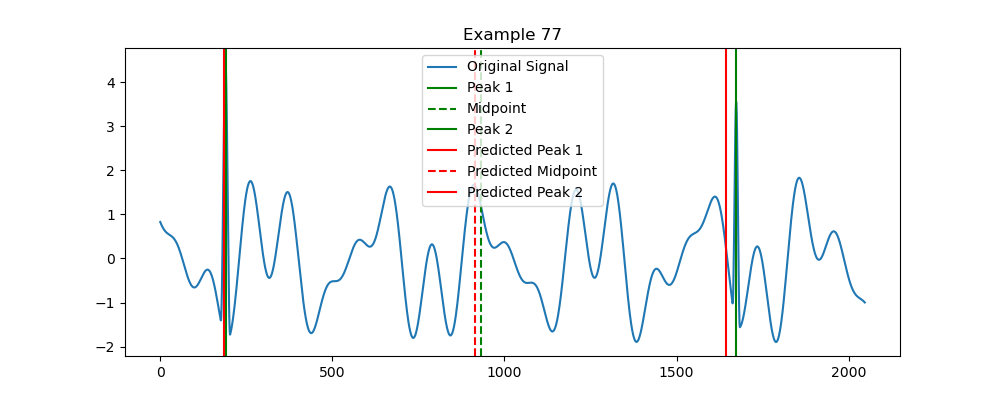 Example 77
Original Signal
Peak 1
Midpoint
Peak 2
Predicted Peak 1
Predicted Midpoint
Predicted Peak 2
4
3
2
1
0
−1
−2
0 500 1000 1500 2000